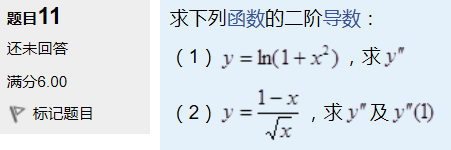 题目11
还未回答
满分6.00
标记题目
求下列函数的二阶导数：
（1）y = ln(1+x²)，求y″
（2）y = (1−x)/√x，求y″及y″(1)